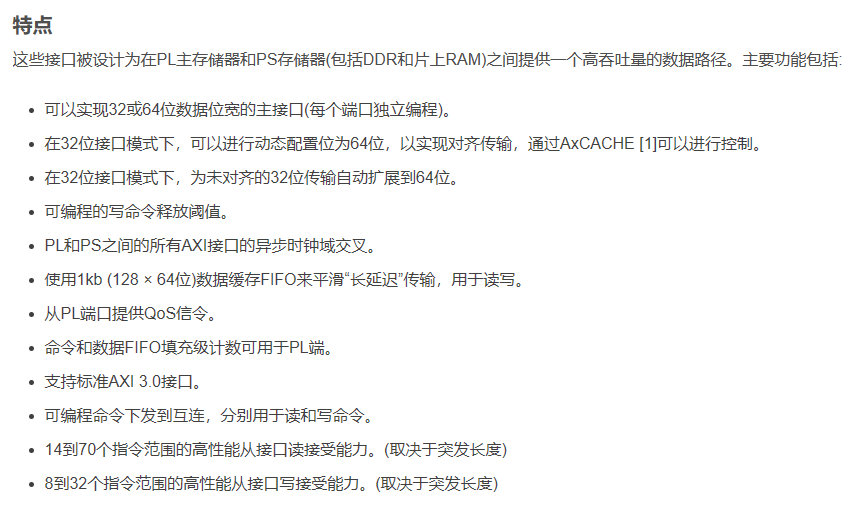 特点
这些接口被设计为在PL主存储器和PS存储器(包括DDR和片上RAM)之间提供一个高吞吐量的数据路径。主要功能包括:
• 可以实现32或64位数据位宽的主接口(每个端口独立编程)。
• 在32位接口模式下，可以进行动态配置位为64位，以实现对齐传输，通过AxCACHE [1]可以进行控制。
• 在32位接口模式下，为未对齐的32位传输自动扩展到64位。
• 可编程的写命令释放阈值。
• PL和PS之间的所有AXI接口的异步时钟域交叉。
• 使用1kb (128 × 64位)数据缓存FIFO来平滑“长延迟”传输，用于读写。
• 从PL端口提供QoS信令。
• 命令和数据FIFO填充级计数可用于PL端。
• 支持标准AXI 3.0接口。
• 可编程命令下发到互连，分别用于读和写命令。
• 14到70个指令范围的高性能从接口读接受能力。(取决于突发长度)
• 8到32个指令范围的高性能从接口写接受能力。(取决于突发长度)